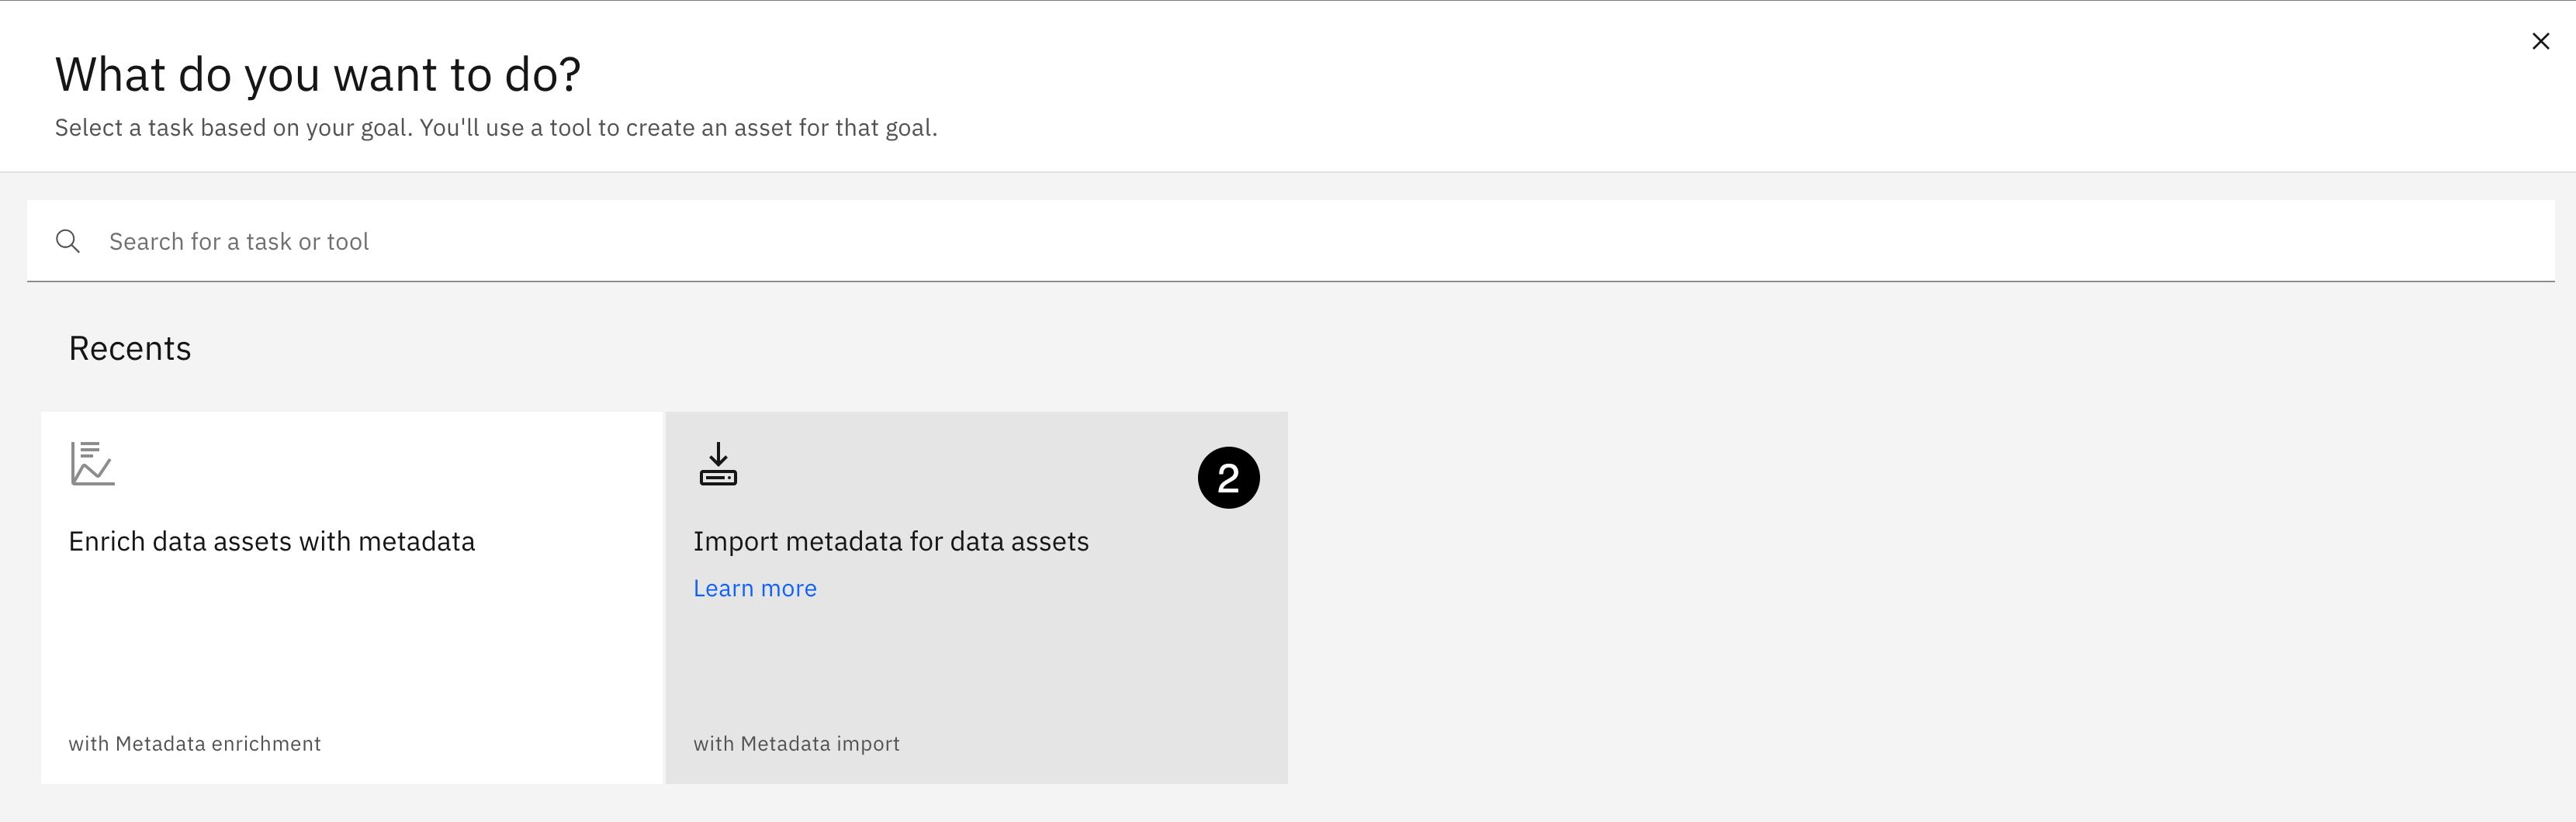 What do you want to do?
Select a task based on your goal. You'll use a tool to create an asset for that goal.
Search for a task or tool
Recents
2
Enrich data assets with metadata
Import metadata for data assets
Learn more
with Metadata enrichment
with Metadata import